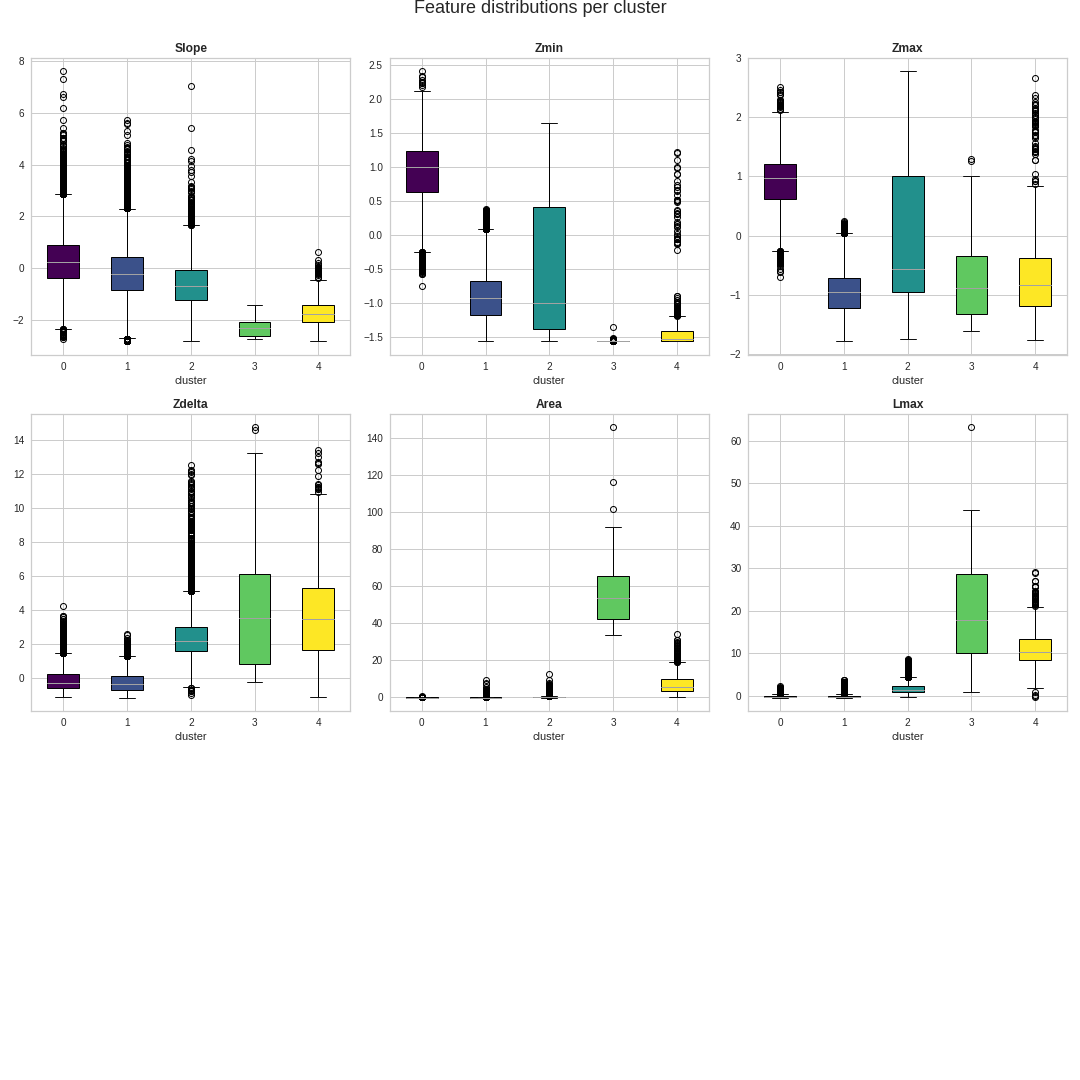 Feature distributions per cluster
Slope
8
6
4
2
0
−2
0 1 2 3 4
cluster
Zmin
2.5
2.0
1.5
1.0
0.5
0.0
−0.5
−1.0
−1.5
0 1 2 3 4
cluster
Zmax
3
2
1
0
−1
−2
0 1 2 3 4
cluster
Zdelta
14
12
10
8
6
4
2
0
0 1 2 3 4
cluster
Area
140
120
100
80
60
40
20
0
0 1 2 3 4
cluster
Lmax
60
50
40
30
20
10
0
0 1 2 3 4
cluster